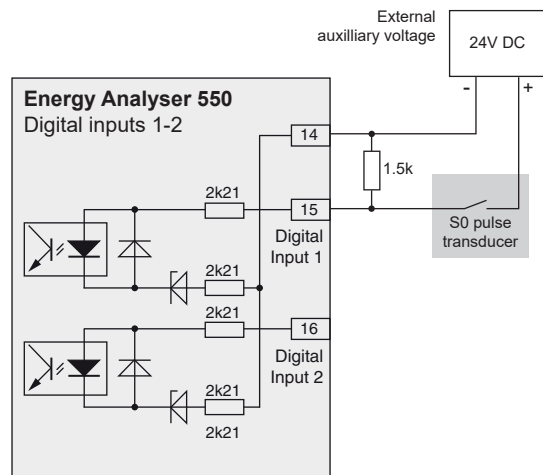 External
auxilliary voltage
24V DC
- +
Energy Analyser 550
Digital inputs 1-2
14
1.5k
2k21
15
S0 pulse
transducer
Digital
Input 1
2k21
2k21
16
Digital
Input 2
2k21
2k21